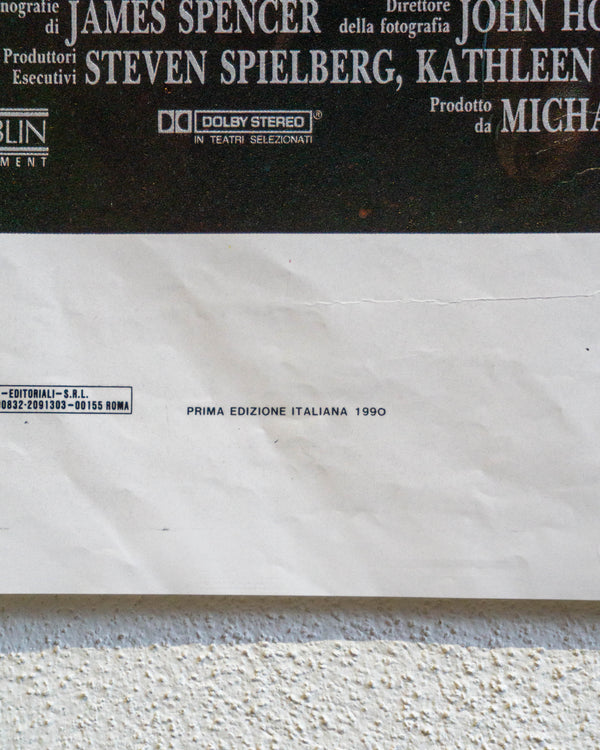 nografie di JAMES SPENCER Direttore della fotografia JOHN HO
Produttori Esecutivi STEVEN SPIELBERG, KATHLEEN
Prodotto da MICHA
BLIN
MENT
DOLBY STEREO®
IN TEATRI SELEZIONATI
–EDITORIALI–S.R.L.
0832-2091303–00155 ROMA
PRIMA EDIZIONE ITALIANA 1990